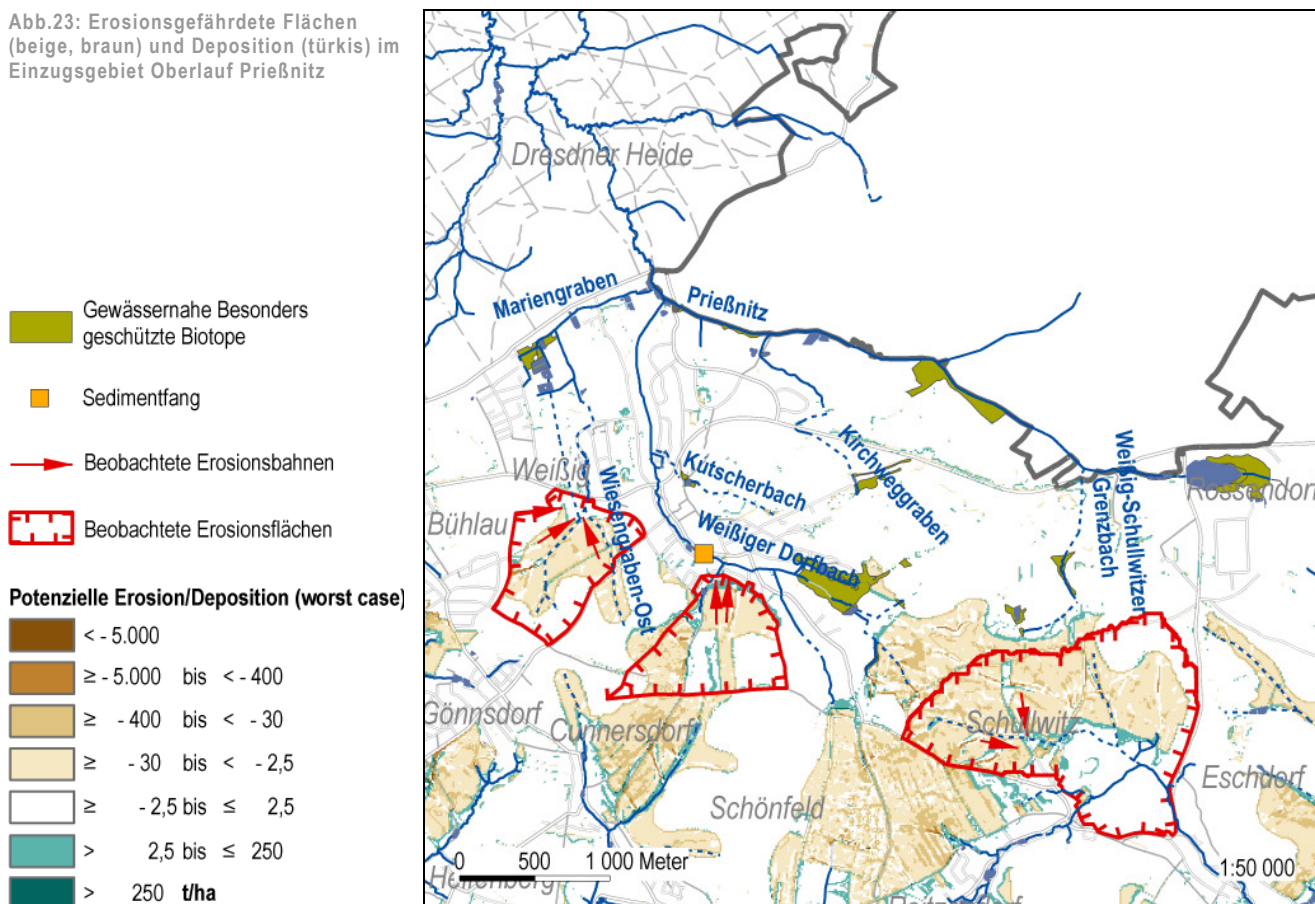 Abb.23: Erosionsgefährdete Flächen
(beige, braun) und Deposition (türkis) im
Einzugsgebiet Oberlauf Prießnitz
Gewässernahe Besonders
geschützte Biotope
Sedimentfang
Beobachtete Erosionsbahnen
Beobachtete Erosionsflächen
Potenzielle Erosion/Deposition (worst case)
< - 5.000
≥ - 5.000 bis < - 400
≥ - 400 bis < - 30
≥ - 30 bis < - 2,5
≥ - 2,5 bis ≤ 2,5
> 2,5 bis ≤ 250
> 250 t/ha
Dresdner Heide
Mariengraben
Prießnitz
Weißig
Bühlau
Wiesengraben-Ost
Kutscherbach
Kirchweggraben
Weißiger Dorfbach
Weißig-Schullwitzer
Grenzbach
Rossendorf
Gönnsdorf
Cunnersdorf
Schullwitz
Schönfeld
Eschdorf
0 500 1 000 Meter
1:50 000